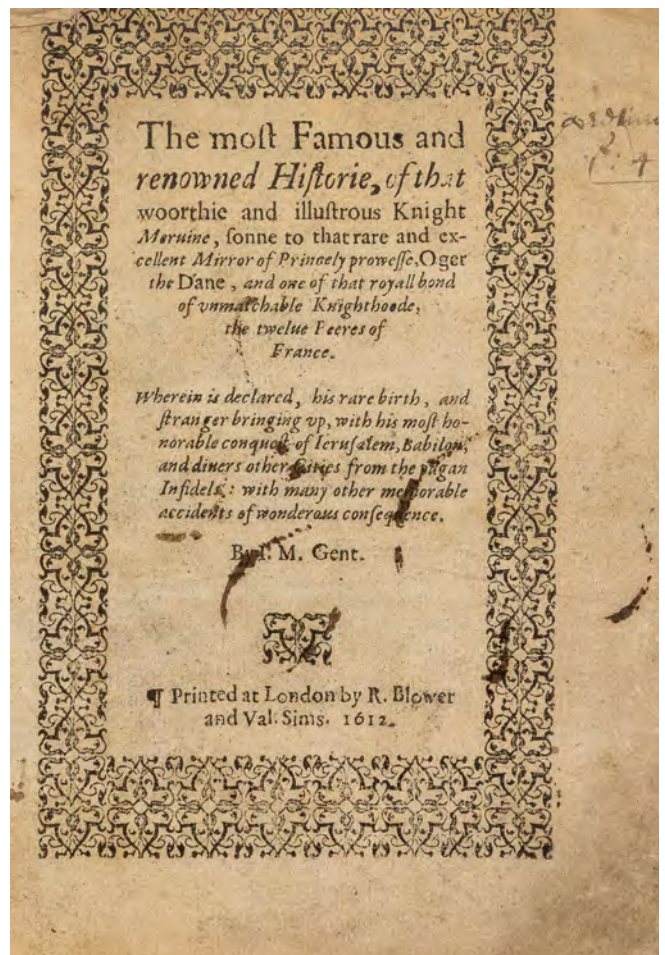 The moſt Famous and
renowned Hiſtorie, of that
woorthie and illuſtrous Knight
Meruine, ſonne to that rare and ex-
cellent Mirror of Princely proweſſe, Oger
the Dane, and one of that royall bond
of vnmatchable Knighthoode,
the twelue Peeres of
France.
Wherein is declared, his rare birth, and
ſtranger bringing vp, with his moſt ho-
norable conqueſt of Ieruſalem, Babilon,
and diuers other Cities from the pagan
Infidels: with many other memorable
accidents of wonderous conſequence.
By I. M. Gent.
¶ Printed at London by R. Blower
and Val. Sims. 1612.